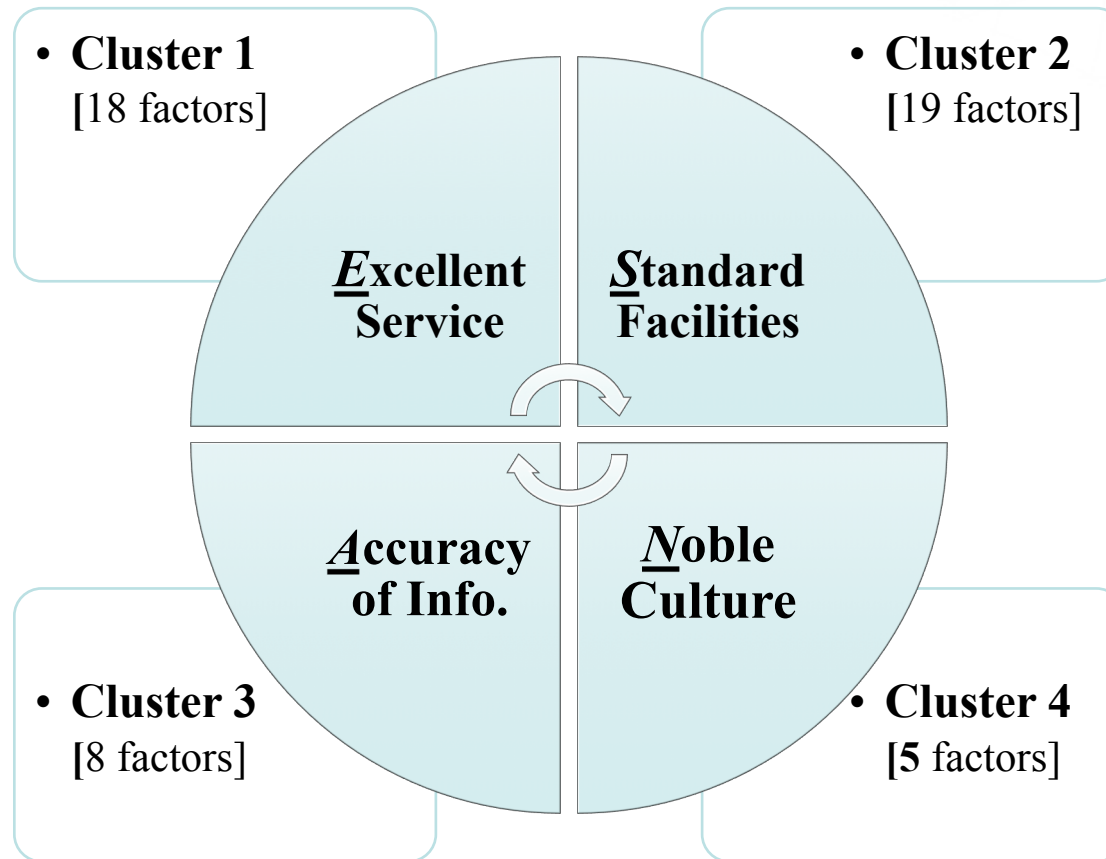 • Cluster 1
[18 factors]
• Cluster 2
[19 factors]
Excellent
Service
Standard
Facilities
Accuracy
of Info.
Noble
Culture
• Cluster 3
[8 factors]
• Cluster 4
[5 factors]